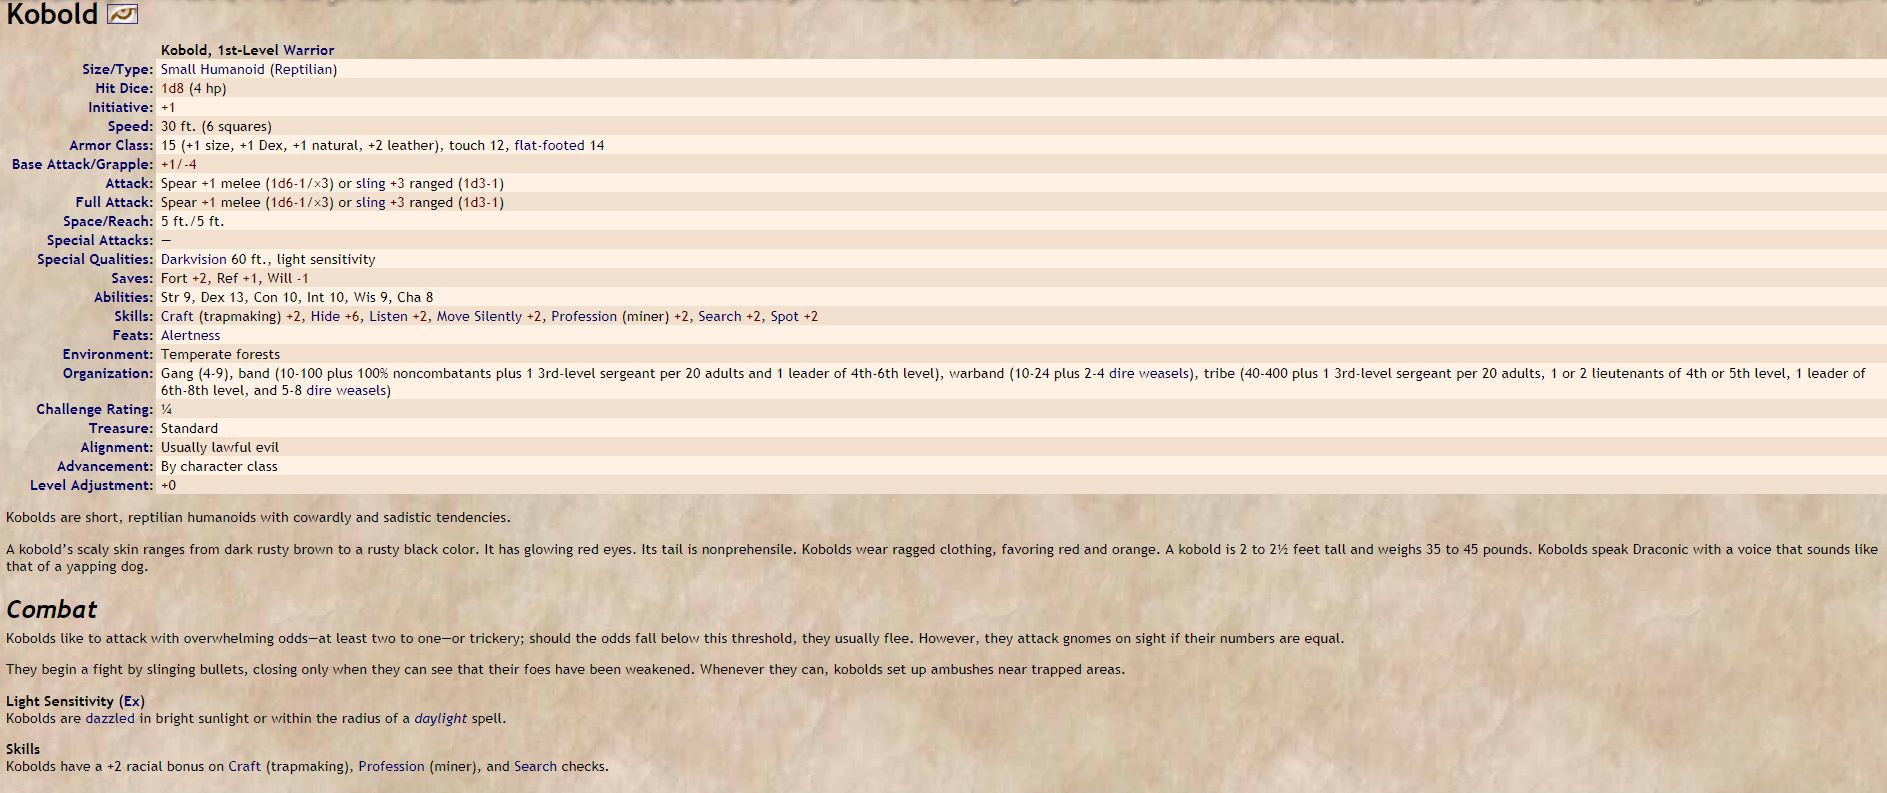 Kobold
Kobold, 1st-Level Warrior
Size/Type: Small Humanoid (Reptilian)
Hit Dice: 1d8 (4 hp)
Initiative: +1
Speed: 30 ft. (6 squares)
Armor Class: 15 (+1 size, +1 Dex, +1 natural, +2 leather), touch 12, flat-footed 14
Base Attack/Grapple: +1/-4
Attack: Spear +1 melee (1d6-1/×3) or sling +3 ranged (1d3-1)
Full Attack: Spear +1 melee (1d6-1/×3) or sling +3 ranged (1d3-1)
Space/Reach: 5 ft./5 ft.
Special Attacks: —
Special Qualities: Darkvision 60 ft., light sensitivity
Saves: Fort +2, Ref +1, Will -1
Abilities: Str 9, Dex 13, Con 10, Int 10, Wis 9, Cha 8
Skills: Craft (trapmaking) +2, Hide +6, Listen +2, Move Silently +2, Profession (miner) +2, Search +2, Spot +2
Feats: Alertness
Environment: Temperate forests
Organization: Gang (4-9), band (10-100 plus 100% noncombatants plus 1 3rd-level sergeant per 20 adults and 1 leader of 4th-6th level), warband (10-24 plus 2-4 dire weasels), tribe (40-400 plus 1 3rd-level sergeant per 20 adults, 1 or 2 lieutenants of 4th or 5th level, 1 leader of
6th-8th level, and 5-8 dire weasels)
Challenge Rating: ¼
Treasure: Standard
Alignment: Usually lawful evil
Advancement: By character class
Level Adjustment: +0
Kobolds are short, reptilian humanoids with cowardly and sadistic tendencies.
A kobold's scaly skin ranges from dark rusty brown to a rusty black color. It has glowing red eyes. Its tail is nonprehensile. Kobolds wear ragged clothing, favoring red and orange. A kobold is 2 to 2½ feet tall and weighs 35 to 45 pounds. Kobolds speak Draconic with a voice that sounds like
that of a yapping dog.
Combat
Kobolds like to attack with overwhelming odds—at least two to one—or trickery; should the odds fall below this threshold, they usually flee. However, they attack gnomes on sight if their numbers are equal.
They begin a fight by slinging bullets, closing only when they can see that their foes have been weakened. Whenever they can, kobolds set up ambushes near trapped areas.
Light Sensitivity (Ex)
Kobolds are dazzled in bright sunlight or within the radius of a daylight spell.
Skills
Kobolds have a +2 racial bonus on Craft (trapmaking), Profession (miner), and Search checks.